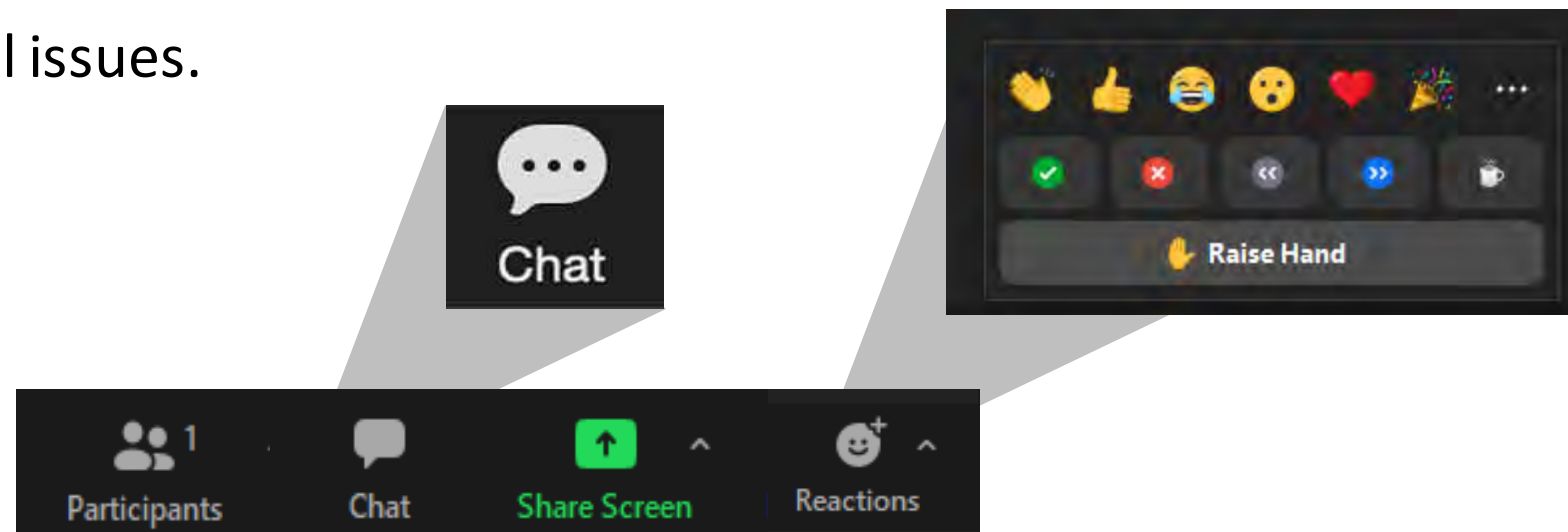 l issues.
Chat
Raise Hand
1
Participants
Chat
Share Screen
Reactions